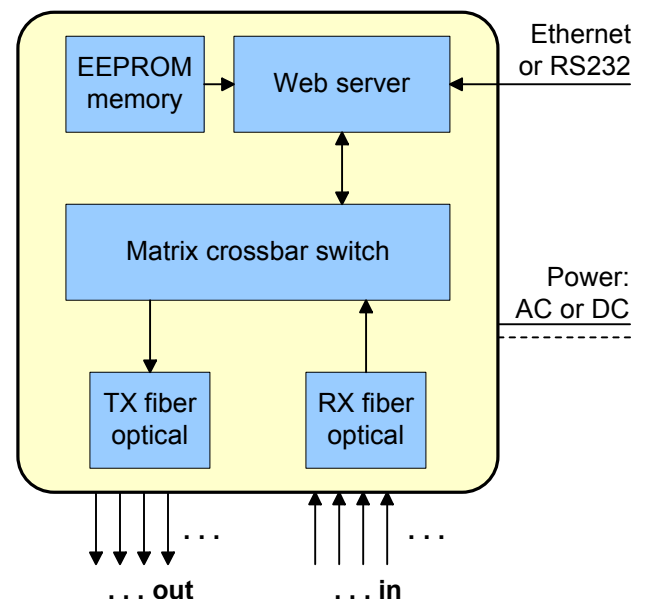 EEPROM
memory
Web server
Ethernet
or RS232
Matrix crossbar switch
Power:
AC or DC
TX fiber
optical
RX fiber
optical
. . .
. . .
. . . out
. . . in